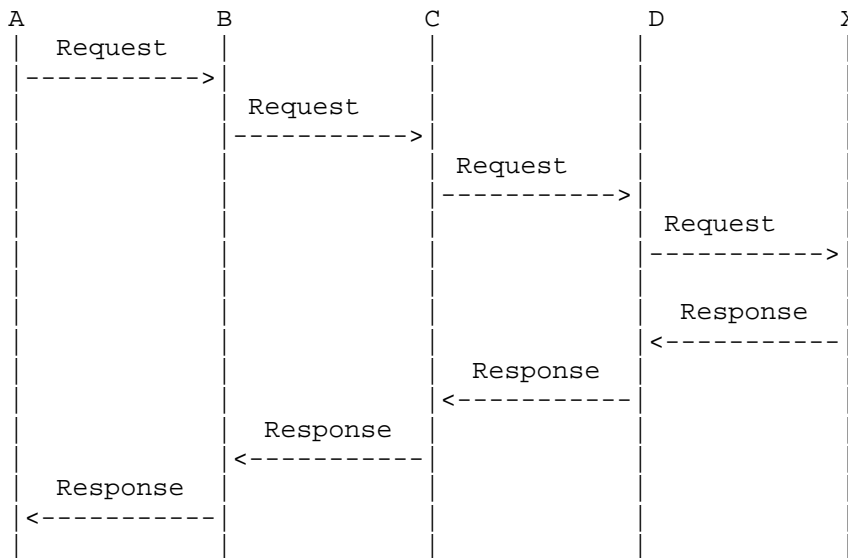 A B C D X
Request
Request
Request
Request
Response
Response
Response
Response